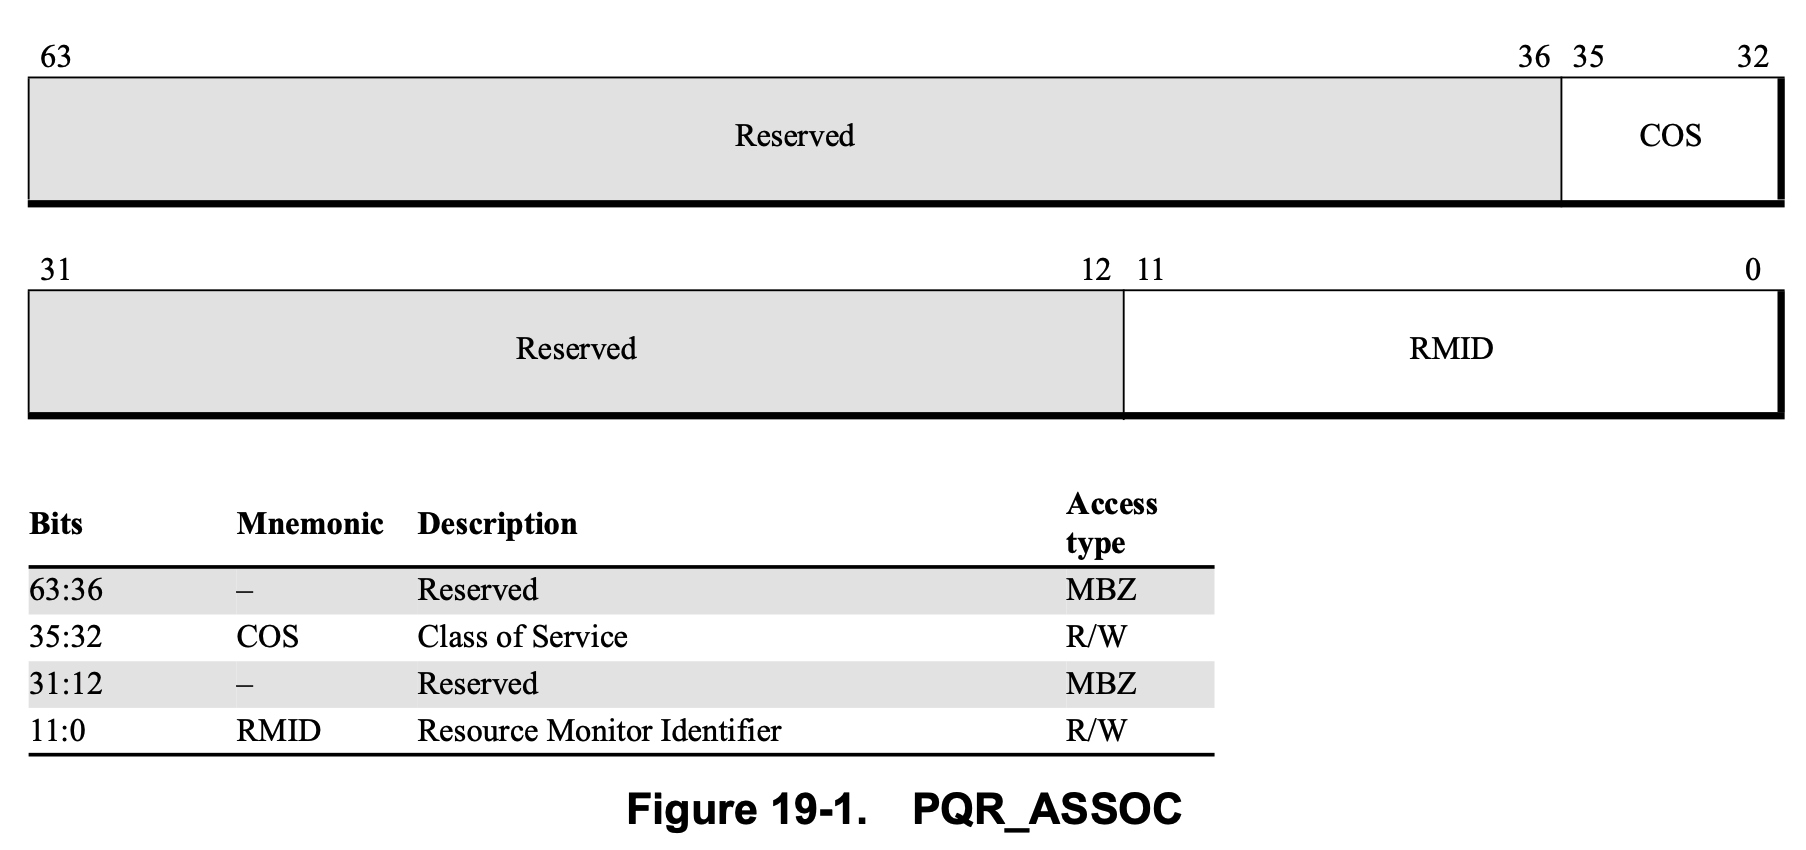 63 36 35 32
Reserved COS
31 12 11 0
Reserved RMID
Bits Mnemonic Description Access type
63:36 – Reserved MBZ
35:32 COS Class of Service R/W
31:12 – Reserved MBZ
11:0 RMID Resource Monitor Identifier R/W
Figure 19-1. PQR_ASSOC